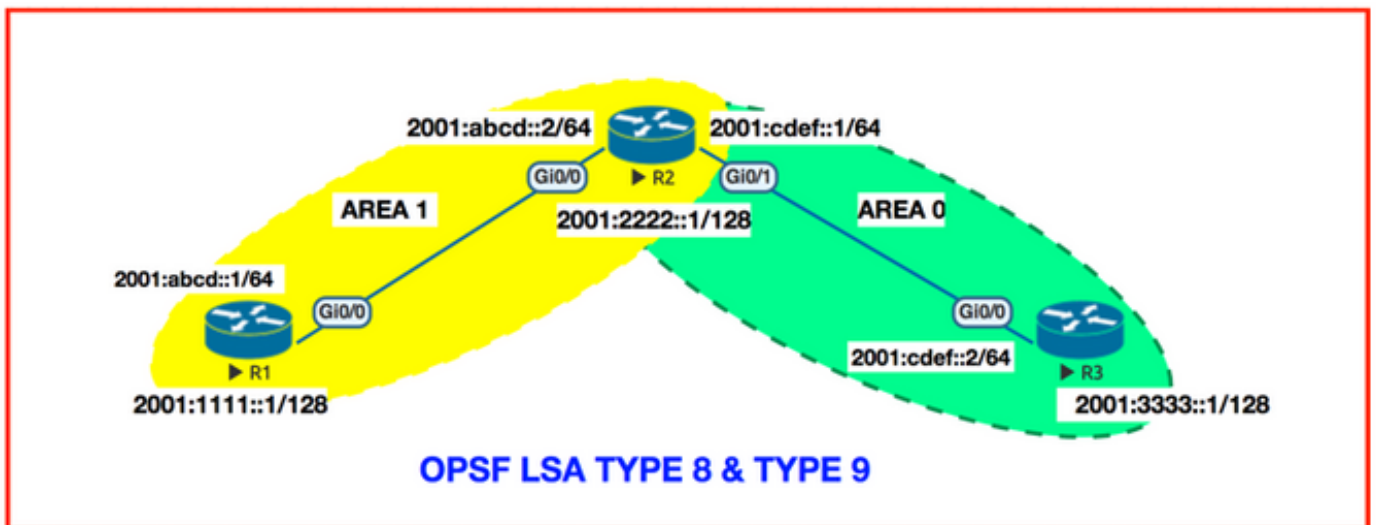 2001:abcd::2/64
2001:cdef::1/64
Gi0/0
R2
Gi0/1
AREA 1
2001:2222::1/128
AREA 0
2001:abcd::1/64
Gi0/0
R1
2001:1111::1/128
Gi0/0
2001:cdef::2/64
R3
2001:3333::1/128
OPSF LSA TYPE 8 & TYPE 9